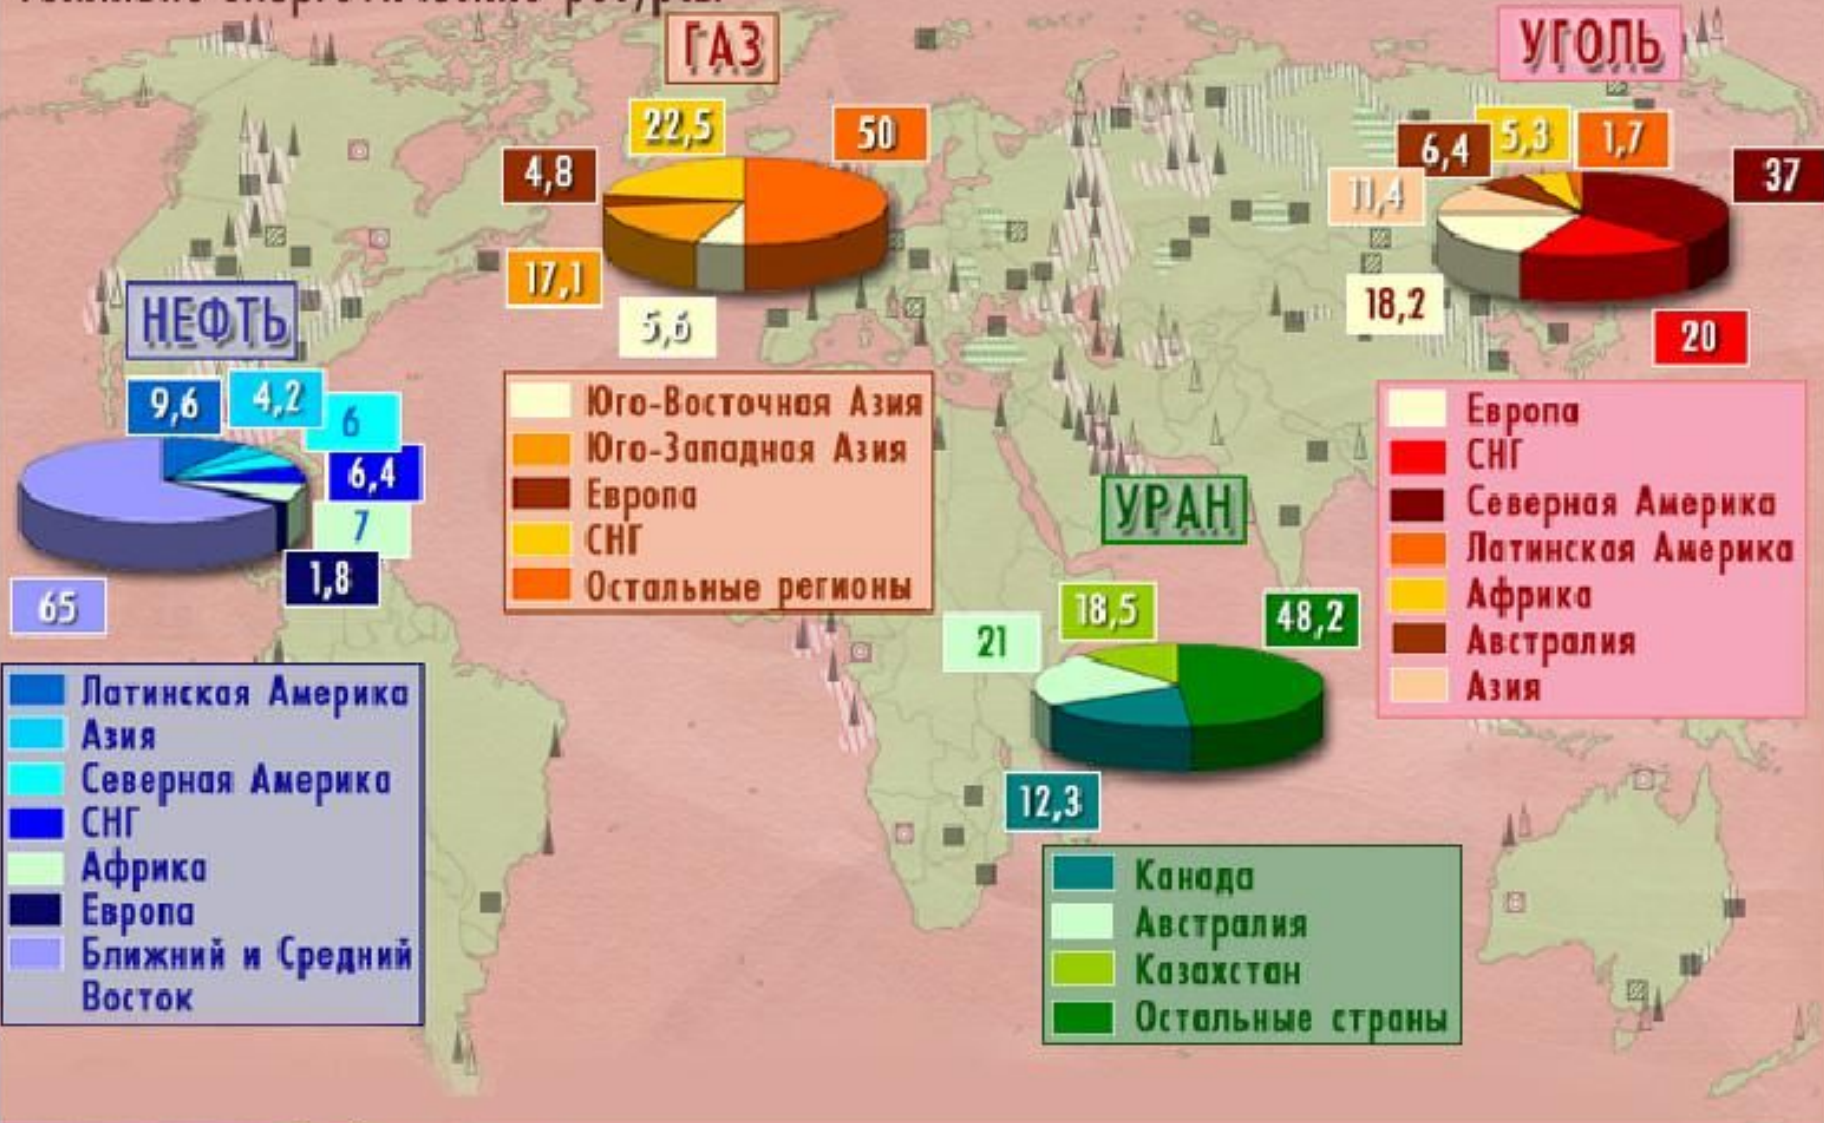 ГАЗ
УГОЛЬ
22,5
50
4,8
17,1
5,6
5,3
1,7
6,4
37
11,4
18,2
20
НЕФТЬ
9,6
4,2
6
6,4
7
1,8
65
Юго-Восточная Азия
Юго-Западная Азия
Европа
СНГ
Остальные регионы
Европа
СНГ
Северная Америка
Латинская Америка
Африка
Австралия
Азия
УРАН
18,5
48,2
21
12,3
Латинская Америка
Азия
Северная Америка
СНГ
Африка
Европа
Ближний и Средний
Восток
Канада
Австралия
Казахстан
Остальные страны